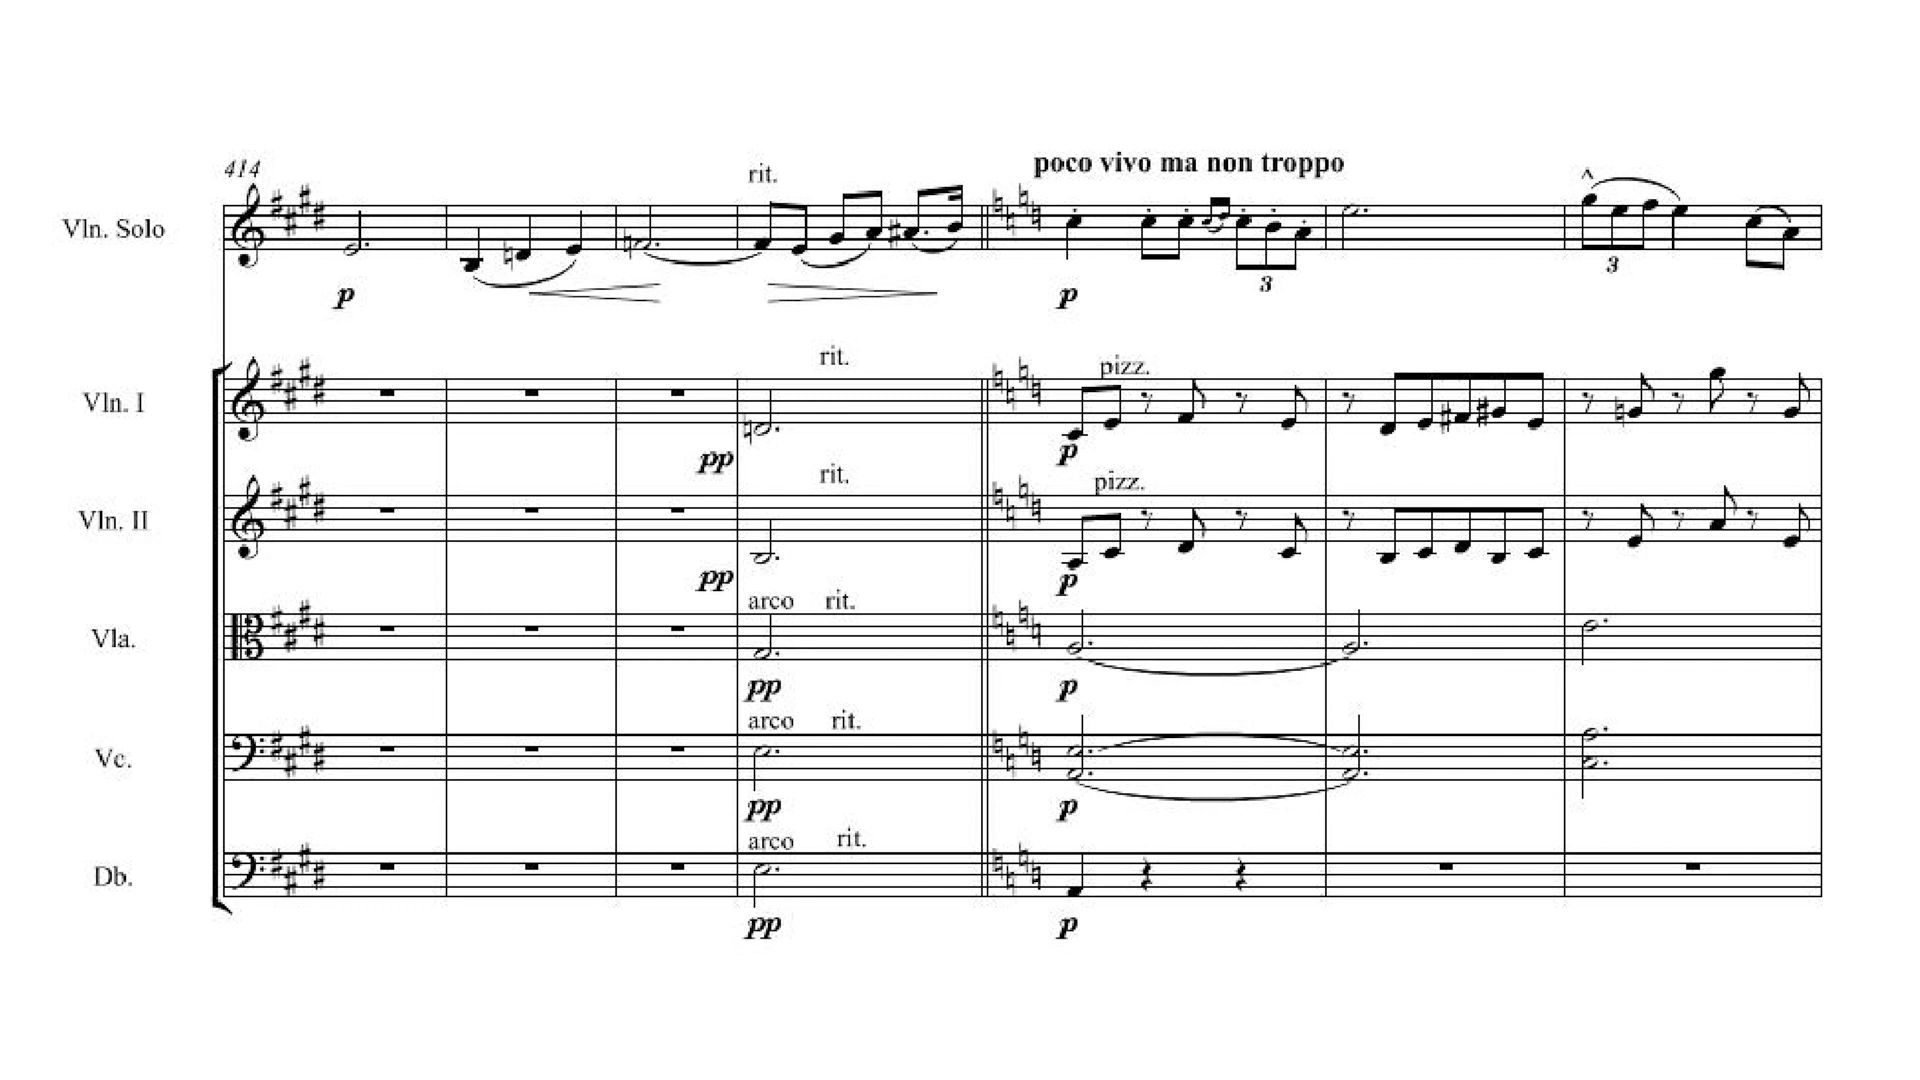 poco vivo ma non troppo
414
rit.
Vln. Solo
p
p
3
3
rit.
pizz.
Vln. I
pp
p
rit.
pizz.
Vln. II
pp
p
arco rit.
Vla.
pp
p
arco rit.
Vc.
pp
p
arco rit.
Db.
pp
p